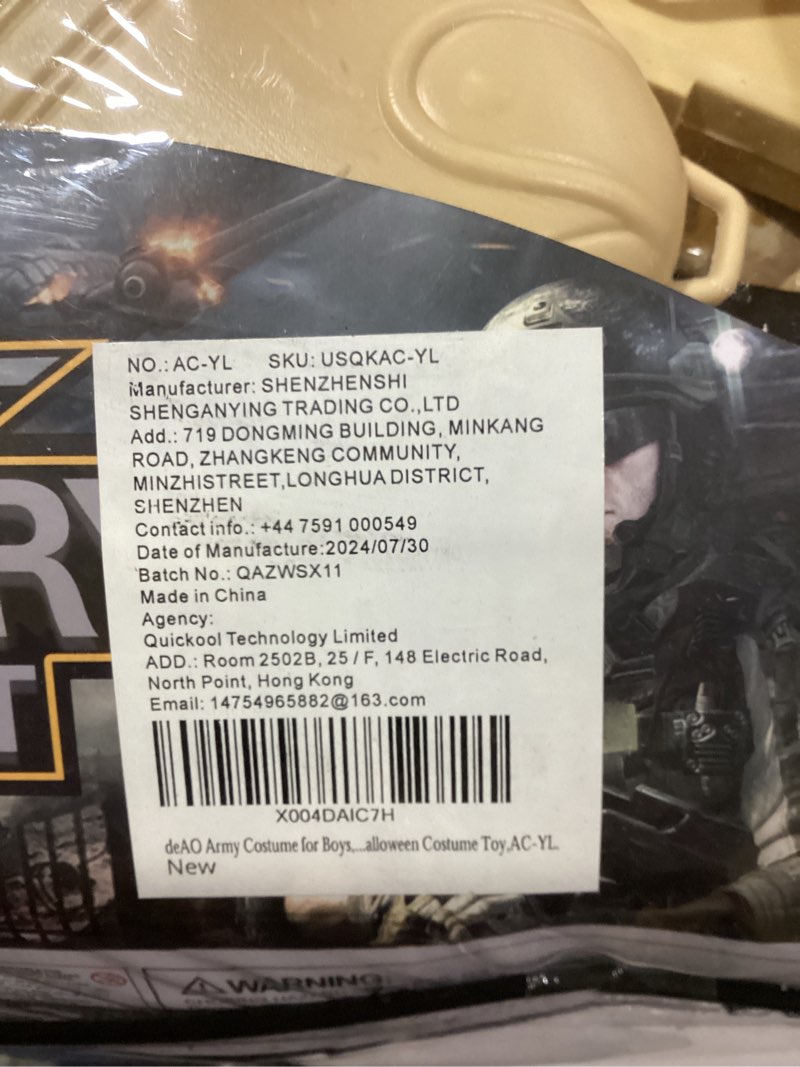 NO.: AC-YL SKU: USQKAC-YL
Manufacturer: SHENZHENSHI
SHENGANYING TRADING CO.,LTD
Add.: 719 DONGMING BUILDING, MINKANG
ROAD, ZHANGKENG COMMUNITY,
MINZHISTREET,LONGHUA DISTRICT,
SHENZHEN
Contact info.: +44 7591 000549
Date of Manufacture:2024/07/30
Batch No.: QAZWSX11
Made in China
Agency:
Quickool Technology Limited
ADD.: Room 2502B, 25 / F, 148 Electric Road,
North Point, Hong Kong
Email: 14754965882@163.com
X004DAIC7H
deAO Army Costume for Boys,...alloween Costume Toy,AC-YL.
New
WARNING: